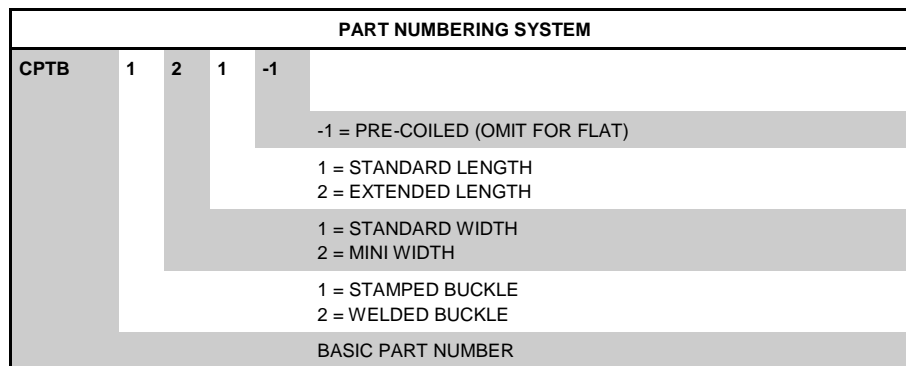 PART NUMBERING SYSTEM
CPTB 1 2 1 -1
-1 = PRE-COILED (OMIT FOR FLAT)
1 = STANDARD LENGTH
2 = EXTENDED LENGTH
1 = STANDARD WIDTH
2 = MINI WIDTH
1 = STAMPED BUCKLE
2 = WELDED BUCKLE
BASIC PART NUMBER